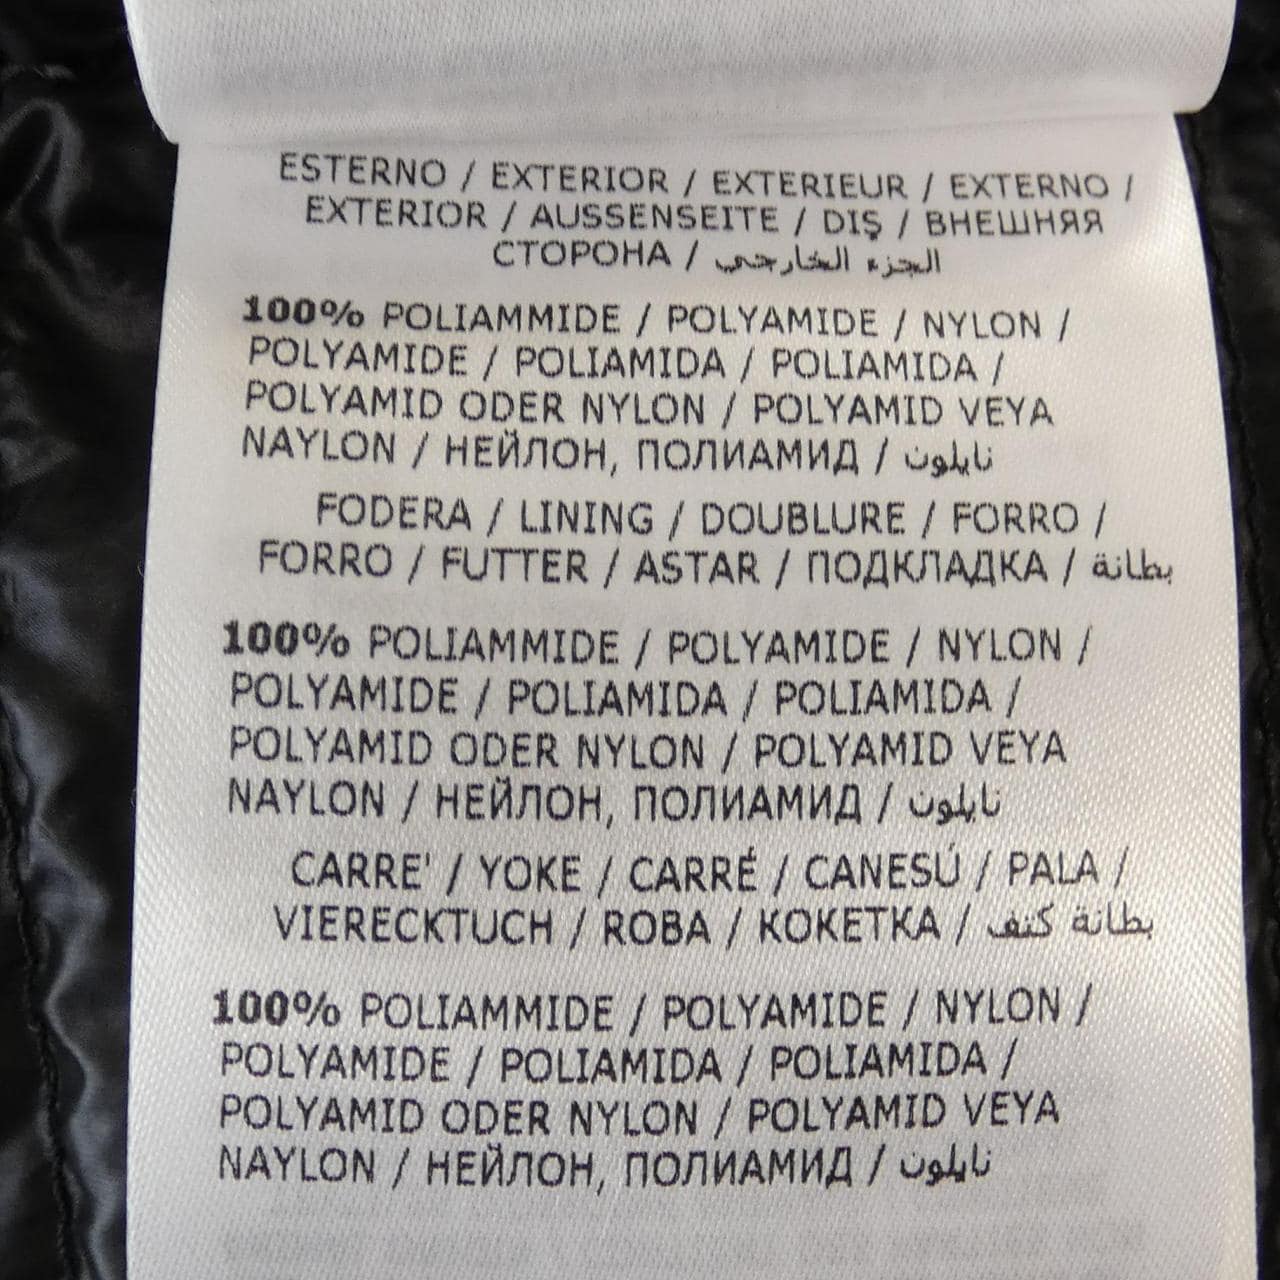 ESTERNO / EXTERIOR / EXTERIEUR / EXTERNO /
EXTERIOR / AUSSENSEITE / DIŞ / ВНЕШНЯЯ
СТОРОНА / الجزء الخارجي
100% POLIAMMIDE / POLYAMIDE / NYLON /
POLYAMIDE / POLIAMIDA / POLIAMIDA /
POLYAMID ODER NYLON / POLYAMID VEYA
NAYLON / НЕЙЛОН, ПОЛИАМИД / نايلون
FODERA / LINING / DOUBLURE / FORRO /
FORRO / FUTTER / ASTAR / ПОДКЛАДКА / بطانة
100% POLIAMMIDE / POLYAMIDE / NYLON /
POLYAMIDE / POLIAMIDA / POLIAMIDA /
POLYAMID ODER NYLON / POLYAMID VEYA
NAYLON / НЕЙЛОН, ПОЛИАМИД / نايلون
CARRE' / YOKE / CARRÉ / CANESÚ / PALA /
VIERECKTUCH / ROBA / КОКЕТКА / بطانة كتف
100% POLIAMMIDE / POLYAMIDE / NYLON /
POLYAMIDE / POLIAMIDA / POLIAMIDA /
POLYAMID ODER NYLON / POLYAMID VEYA
NAYLON / НЕЙЛОН, ПОЛИАМИД / نايلون